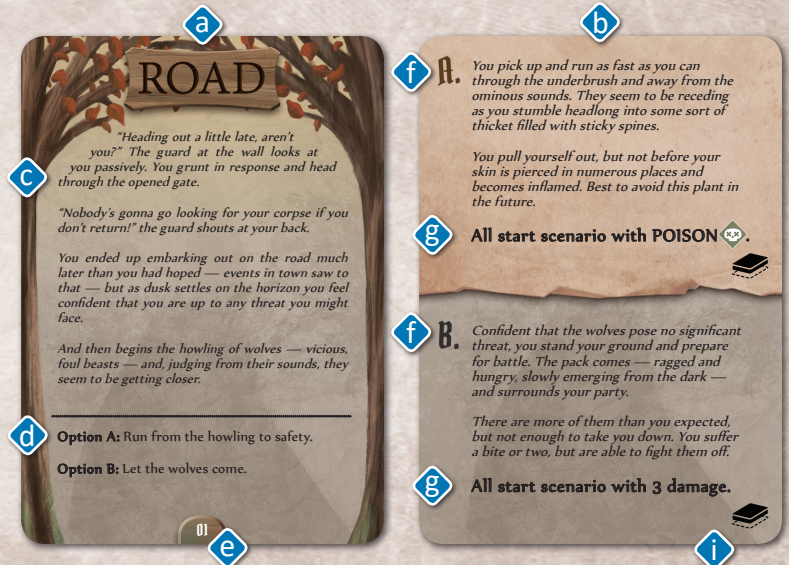 a
b
ROAD
f
A.
You pick up and run as fast as you can
through the underbrush and away from the
ominous sounds. They seem to be receding
as you stumble headlong into some sort of
thicket filled with sticky spines.
You pull yourself out, but not before your
skin is pierced in numerous places and
becomes inflamed. Best to avoid this plant in
the future.
g
All start scenario with POISON.
“Heading out a little late, aren’t
you?” The guard at the wall looks at
you passively. You grunt in response and head
through the opened gate.
c
“Nobody’s gonna go looking for your corpse if you
don’t return!” the guard shouts at your back.
You ended up embarking out on the road much
later than you had hoped — events in town saw to
that — but as dusk settles on the horizon you feel
confident that you are up to any threat you might
face.
And then begins the howling of wolves — vicious,
foul beasts — and, judging from their sounds, they
seem to be getting closer.
d
Option A: Run from the howling to safety.
Option B: Let the wolves come.
01
e
f
B.
Confident that the wolves pose no significant
threat, you stand your ground and prepare
for battle. The pack comes — ragged and
hungry, slowly emerging from the dark —
and surrounds your party.
There are more of them than you expected,
but not enough to take you down. You suffer
a bite or two, but are able to fight them off.
g
All start scenario with 3 damage.
i